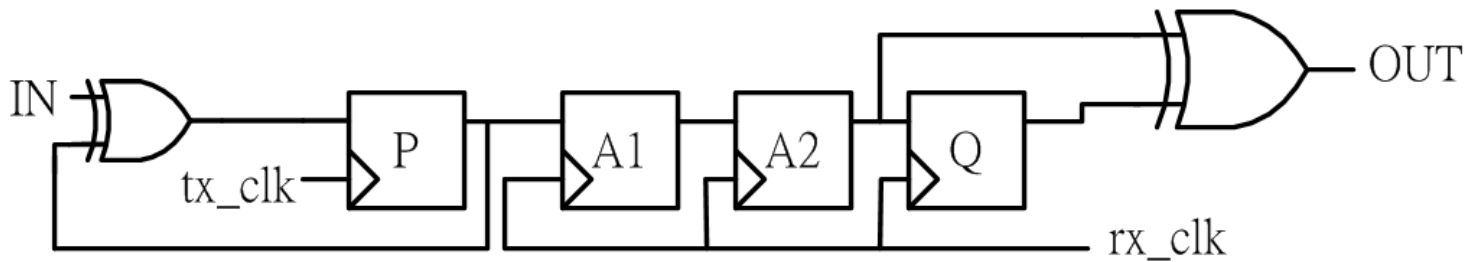 IN
P
A1
A2
Q
OUT
tx_clk
rx_clk